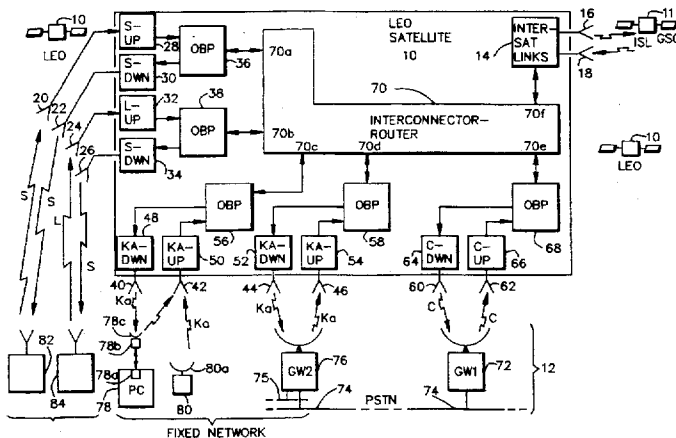 10
LEO
S-UP
28
S-DWN
30
L-UP
32
S-DWN
34
OBP
36
38
OBP
LEO SATELLITE
10
14
INTER SAT LINKS
16
18
ISL
11
GSO
70
70a
70b
70c
70d
70e
70f
INTERCONNECTOR-ROUTER
10
LEO
20
22
24
26
S
S
L
S
OBP
56
OBP
58
OBP
68
48
KA-DWN
KA-UP
50
52
KA-DWN
KA-UP
54
64
C-DWN
C-UP
66
40
42
44
46
60
62
Ka
Ka
Ka
Ka
C
C
78c
78b
78a
PC
78
80a
80
GW2
76
75
74
PSTN
74
GW1
72
12
82
84
FIXED NETWORK